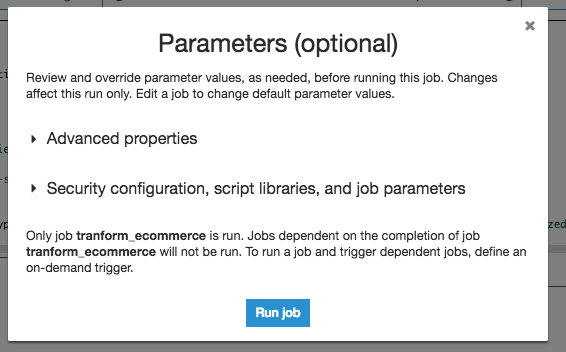 Parameters (optional)
Review and override parameter values, as needed, before running this job. Changes
affect this run only. Edit a job to change default parameter values.
Advanced properties
Security configuration, script libraries, and job parameters
Only job tranform_ecommerce is run. Jobs dependent on the completion of job
tranform_ecommerce will not be run. To run a job and trigger dependent jobs, define an
on-demand trigger.
Run job